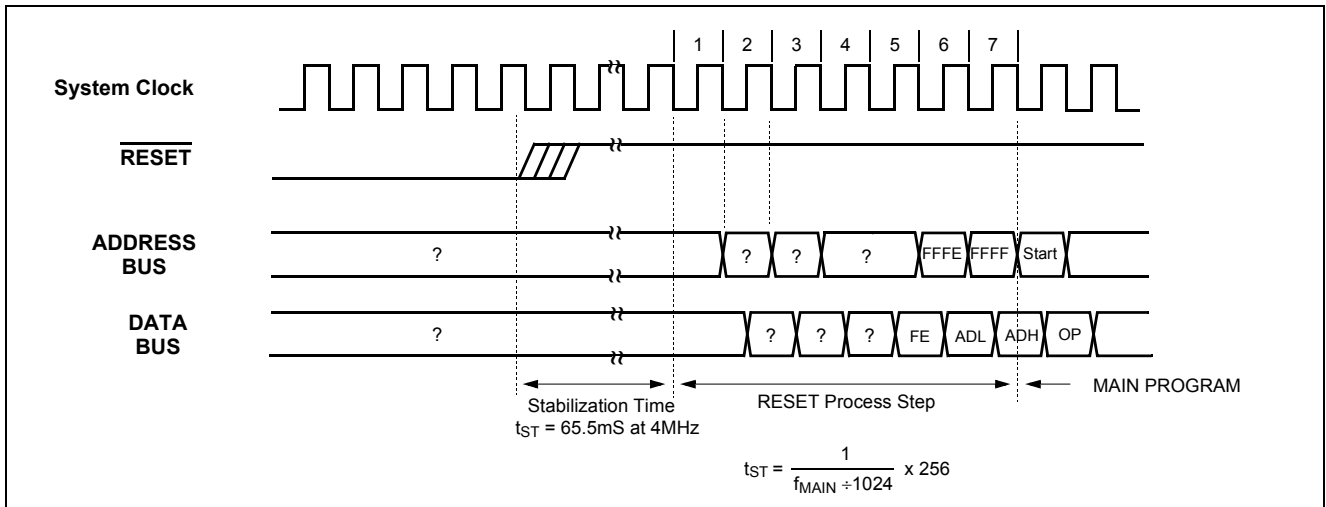 1 2 3 4 5 6 7
System Clock
RESET
ADDRESS
BUS
? ? ? ? FFFE FFFF Start
DATA
BUS
? ? ? ? FE ADL ADH OP
Stabilization Time
tST = 65.5mS at 4MHz
RESET Process Step
MAIN PROGRAM
tST = 1 / fMAIN ÷1024 x 256